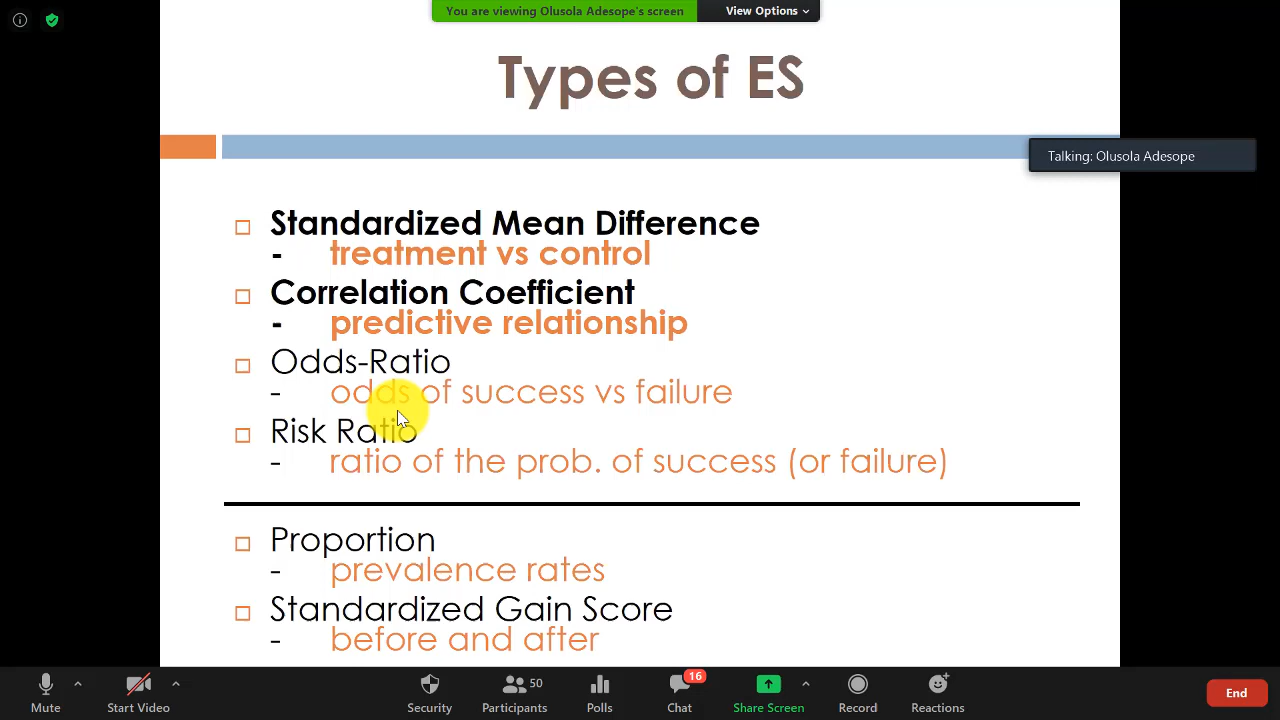 You are viewing Olusola Adesope's screen
View Options
Types of ES
Talking: Olusola Adesope
Standardized Mean Difference
- treatment vs control
Correlation Coefficient
- predictive relationship
Odds-Ratio
- odds of success vs failure
Risk Ratio
- ratio of the prob. of success (or failure)
Proportion
- prevalence rates
Standardized Gain Score
- before and after
50
16
Mute
Start Video
Security
Participants
Polls
Chat
Share Screen
Record
Reactions
End